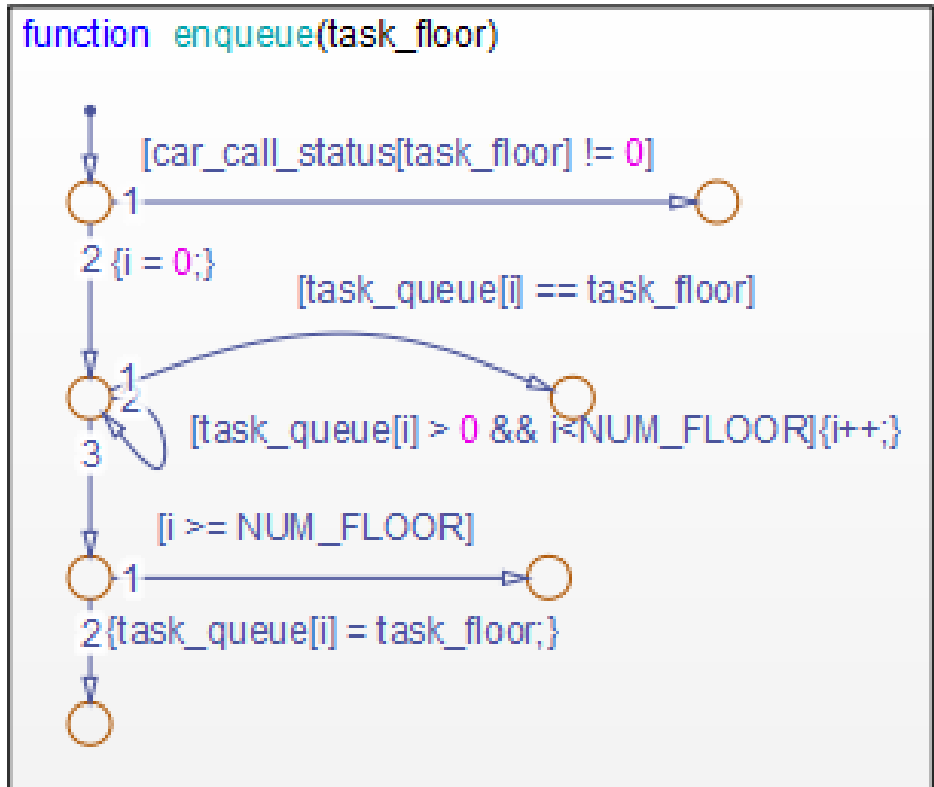 function enqueue(task_floor)
[car_call_status[task_floor] != 0]
1
2 {i = 0;}
[task_queue[i] == task_floor]
1
2
[task_queue[i] > 0 && i<NUM_FLOOR]{i++;}
3
[i >= NUM_FLOOR]
1
2 {task_queue[i] = task_floor;}